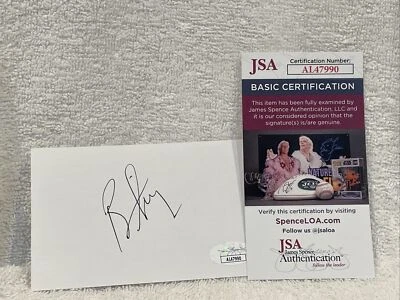 JSA
Certification Number:
AL47990
BASIC CERTIFICATION
This item has been fully examined by
James Spence Authentication, LLC and
it is our considered opinion that the
signature(s) is/are genuine.
Verify this certification by visiting
SpenceLOA.com
Follow us @jsaloa
JSA
James Spence
Authentication
follow the leader
AL47990